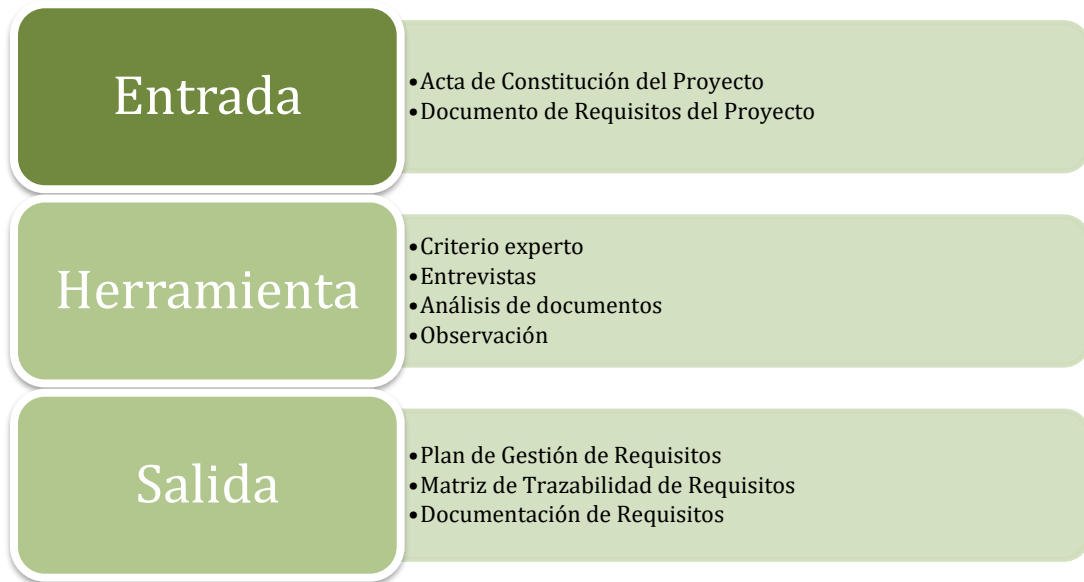 Entrada
•Acta de Constitución del Proyecto
•Documento de Requisitos del Proyecto
Herramienta
•Criterio experto
•Entrevistas
•Análisis de documentos
•Observación
Salida
•Plan de Gestión de Requisitos
•Matriz de Trazabilidad de Requisitos
•Documentación de Requisitos